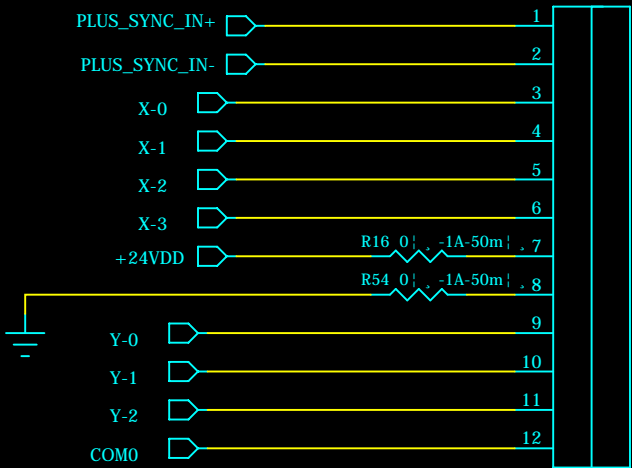 PLUS_SYNC_IN+ 1
PLUS_SYNC_IN- 2
X-0 3
X-1 4
X-2 5
X-3 6
+24VDD R16 0¦¸-1A-50m¦¸ 7
R54 0¦¸-1A-50m¦¸ 8
Y-0 9
Y-1 10
Y-2 11
COM0 12